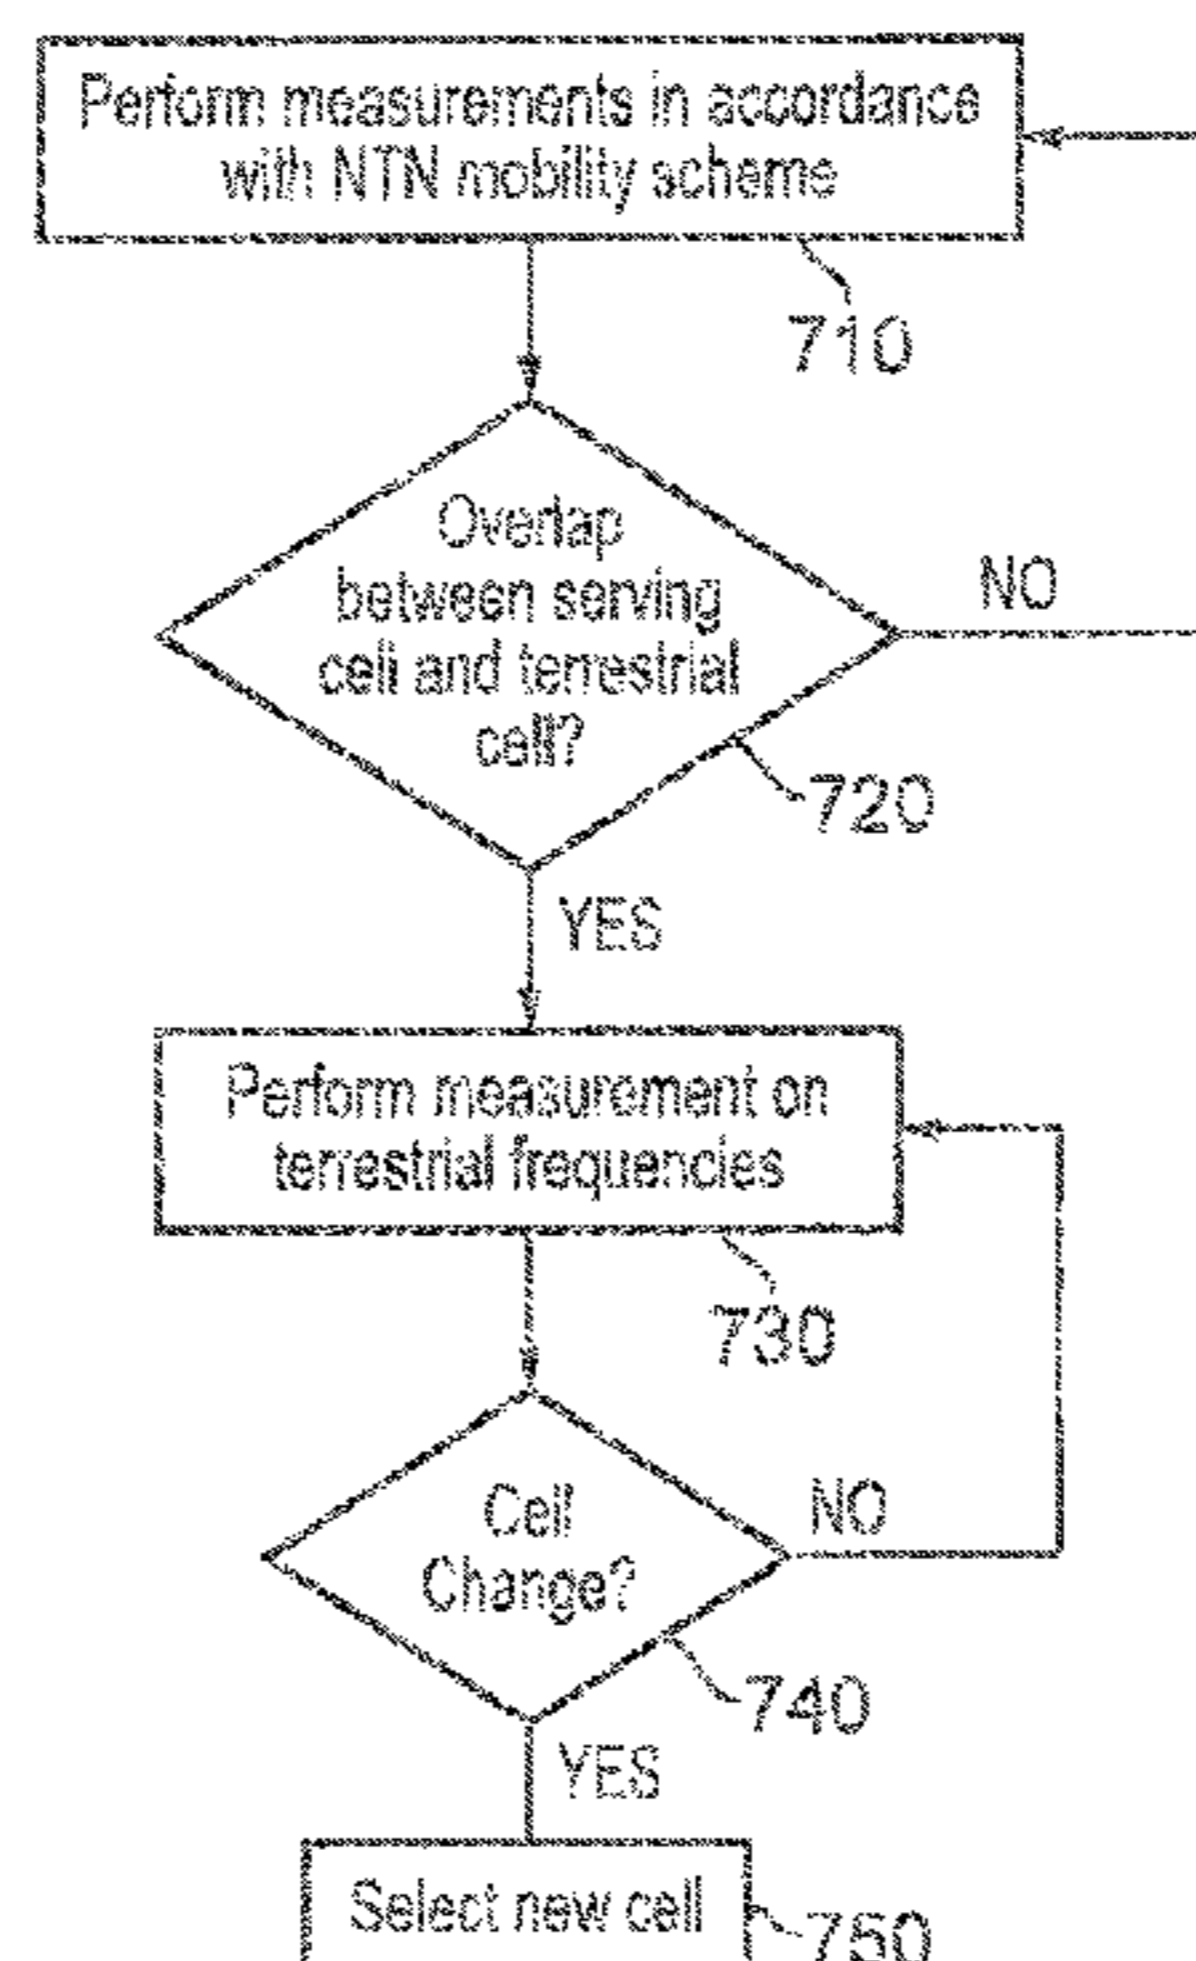 Perform measurements in accordance
with NTN mobility scheme
710
Overlap
between serving
cell and terrestrial
cell?
NO
720
YES
Perform measurement on
terrestrial frequencies
730
Cell
Change?
NO
740
YES
Select new cell
750